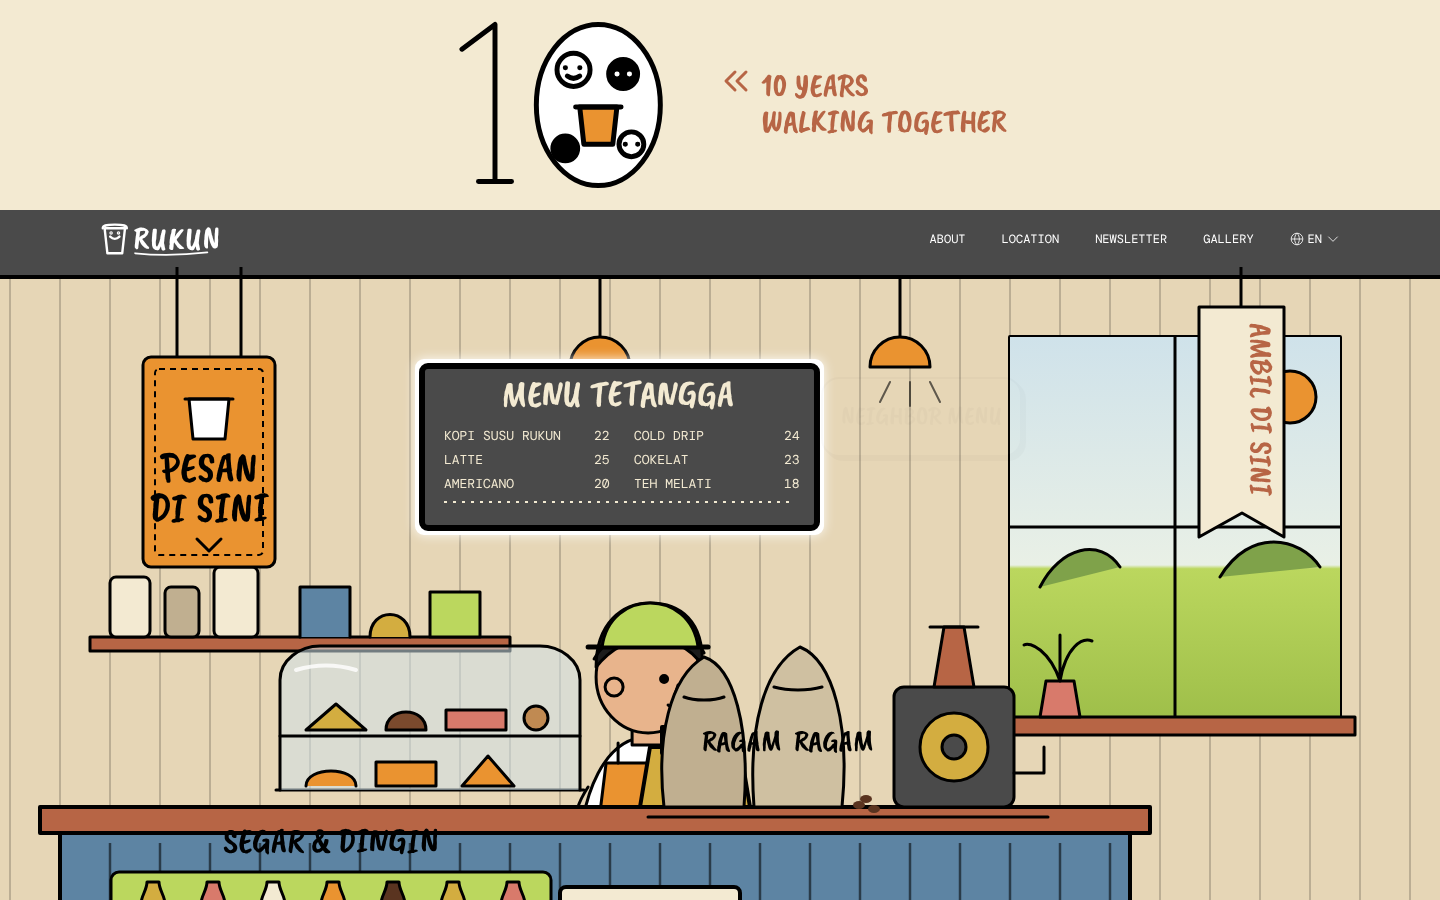 10
10 YEARS
WALKING TOGETHER
RUKUN
ABOUT
LOCATION
NEWSLETTER
GALLERY
EN
PESAN
DI SINI
MENU TETANGGA
KOPI SUSU RUKUN 22
COLD DRIP 24
LATTE 25
COKELAT 23
AMERICANO 20
TEH MELATI 18
NEIGHBOR MENU
AMBIL DI SINI
RAGAM
RAGAM
SEGAR & DINGIN